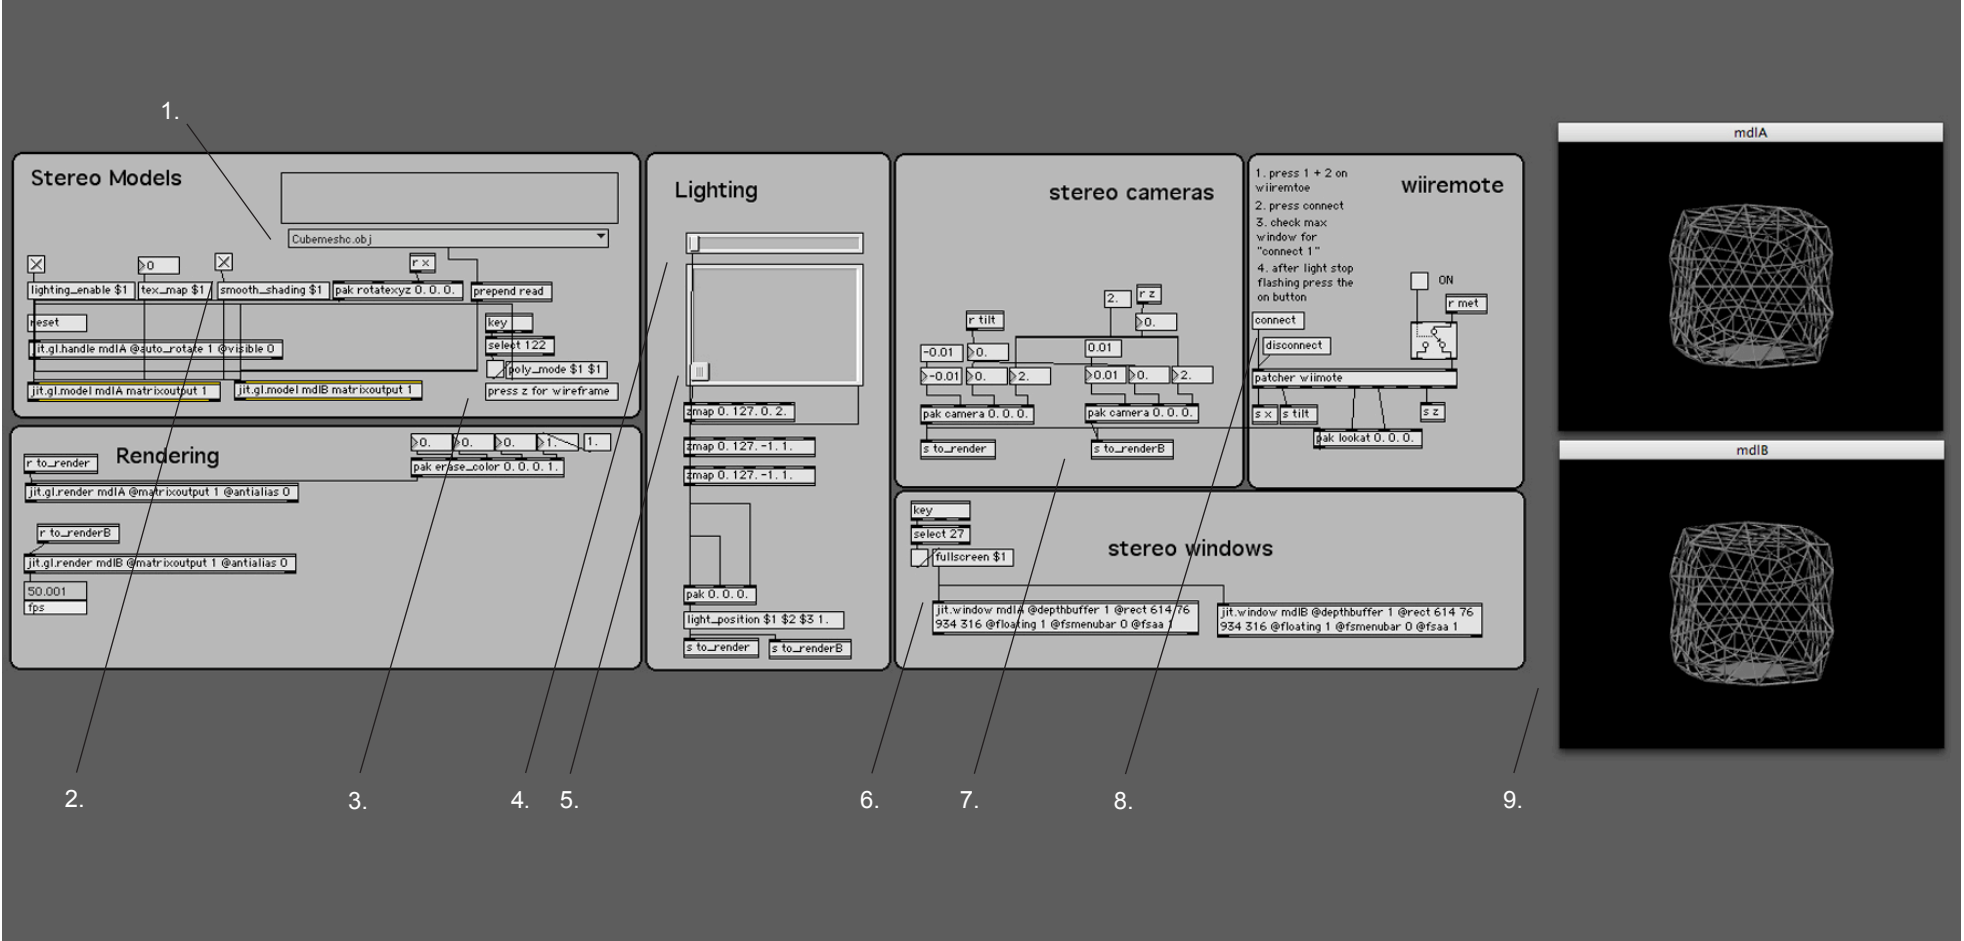 1.
Stereo Models
Cubemeshc.obj
0
r x
lighting_enable $1
tex_map $1
smooth_shading $1
pak rotatexyz 0. 0. 0.
prepend read
reset
key
jit.gl.handle mdlA @auto_rotate 1 @visible 0
select 122
poly_mode $1 $1
jit.gl.model mdlA matrixoutput 1
jit.gl.model mdlB matrixoutput 1
press z for wireframe
Rendering
0.
0.
0.
1.
1.
r to_render
pak erase_color 0. 0. 0. 1.
jit.gl.render mdlA @matrixoutput 1 @antialias 0
r to_renderB
jit.gl.render mdlB @matrixoutput 1 @antialias 0
50.001
fps
Lighting
zmap 0. 127. 0. 2.
zmap 0. 127. -1. 1.
zmap 0. 127. -1. 1.
pak 0. 0. 0.
light_position $1 $2 $3 1.
s to_render
s to_renderB
stereo cameras
2.
r z
r tilt
0.
-0.01
0.
0.01
-0.01
0.
2.
0.01
0.
2.
pak camera 0. 0. 0.
pak camera 0. 0. 0.
s to_render
s to_renderB
wiiremote
1. press 1 + 2 on
wiiremtoe
2. press connect
3. check max
window for
"connect 1"
4. after light stop
flashing press the
on button
ON
r met
connect
disconnect
patcher wiimote
s x
s tilt
s z
pak lookat 0. 0. 0.
key
select 27
fullscreen $1
stereo windows
jit.window mdlA @depthbuffer 1 @rect 614 76
934 316 @floating 1 @fsmenubar 0 @fsaa 1
jit.window mdlB @depthbuffer 1 @rect 614 76
934 316 @floating 1 @fsmenubar 0 @fsaa 1
mdlA
mdlB
2.
3.
4.
5.
6.
7.
8.
9.